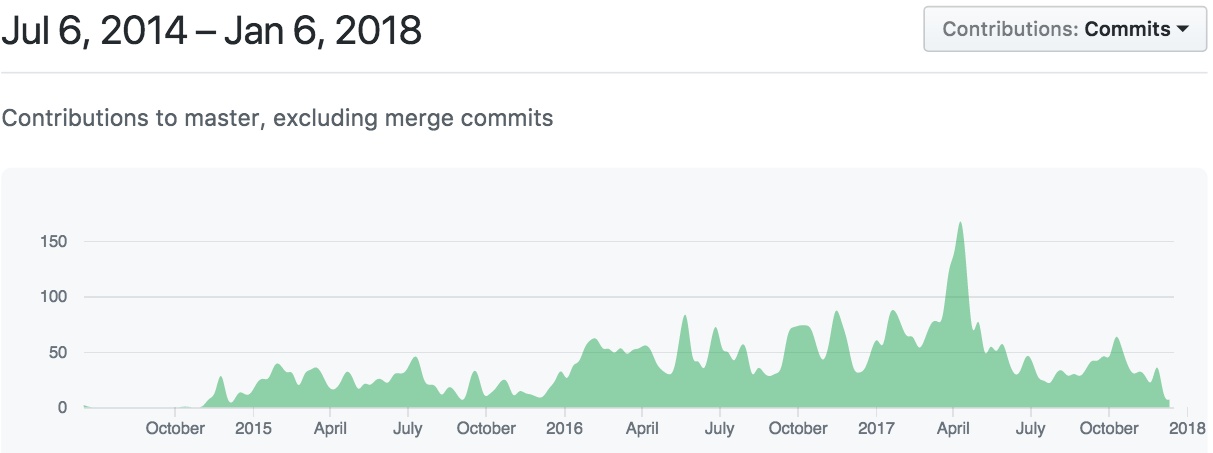 Jul 6, 2014 – Jan 6, 2018
Contributions: Commits
Contributions to master, excluding merge commits
150
100
50
0
October 2015 April July October 2016 April July October 2017 April July October 2018